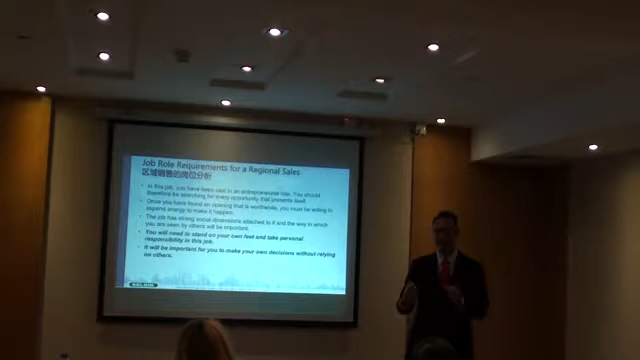 Job Role Requirements for a Regional Sales
区域销售的岗位分析
• In this job, you have been cast in an entrepreneurial role. You should
therefore be searching for every opportunity that presents itself.
• Once you have found an opening that is worthwhile, you must be willing to
expend energy to make it happen.
• The job has strong social dimensions attached to it and the way in which
you are seen by others will be important.
• You will need to stand on your own feet and take personal
responsibility in this job.
• It will be important for you to make your own decisions without relying
on others.